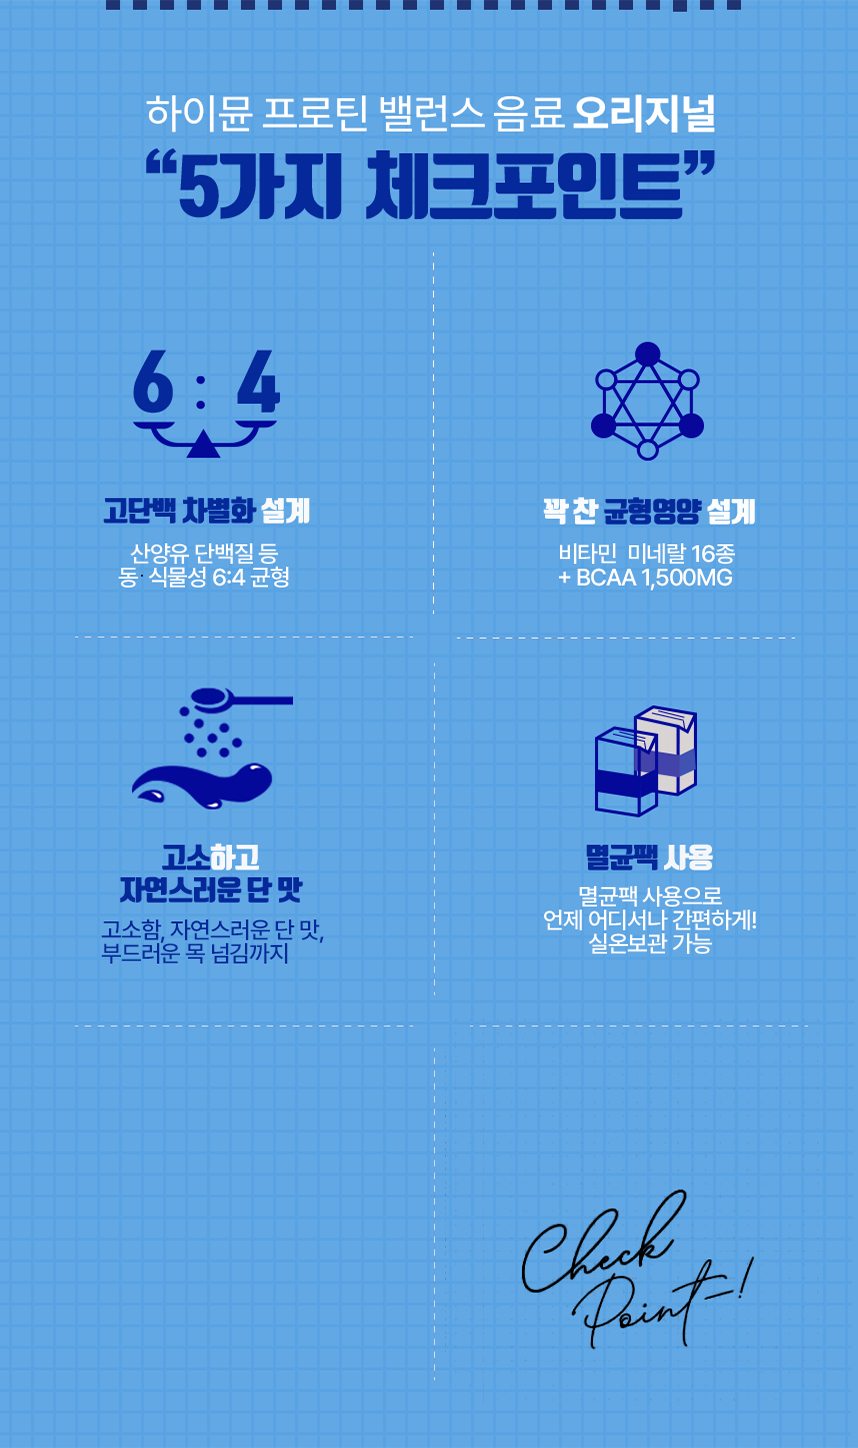 하이뮨 프로틴 밸런스 음료 오리지널
“5가지 체크포인트”
6 : 4
고단백 차별화 설계
산양유 단백질 등
동· 식물성 6:4 균형
꽉 찬 균형영양 설계
비타민 미네랄 16종
+ BCAA 1,500MG
고소하고
자연스러운 단 맛
고소함, 자연스러운 단 맛,
부드러운 목 넘김까지
멸균팩 사용
멸균팩 사용으로
언제 어디서나 간편하게!
실온보관 가능
Check
Point!